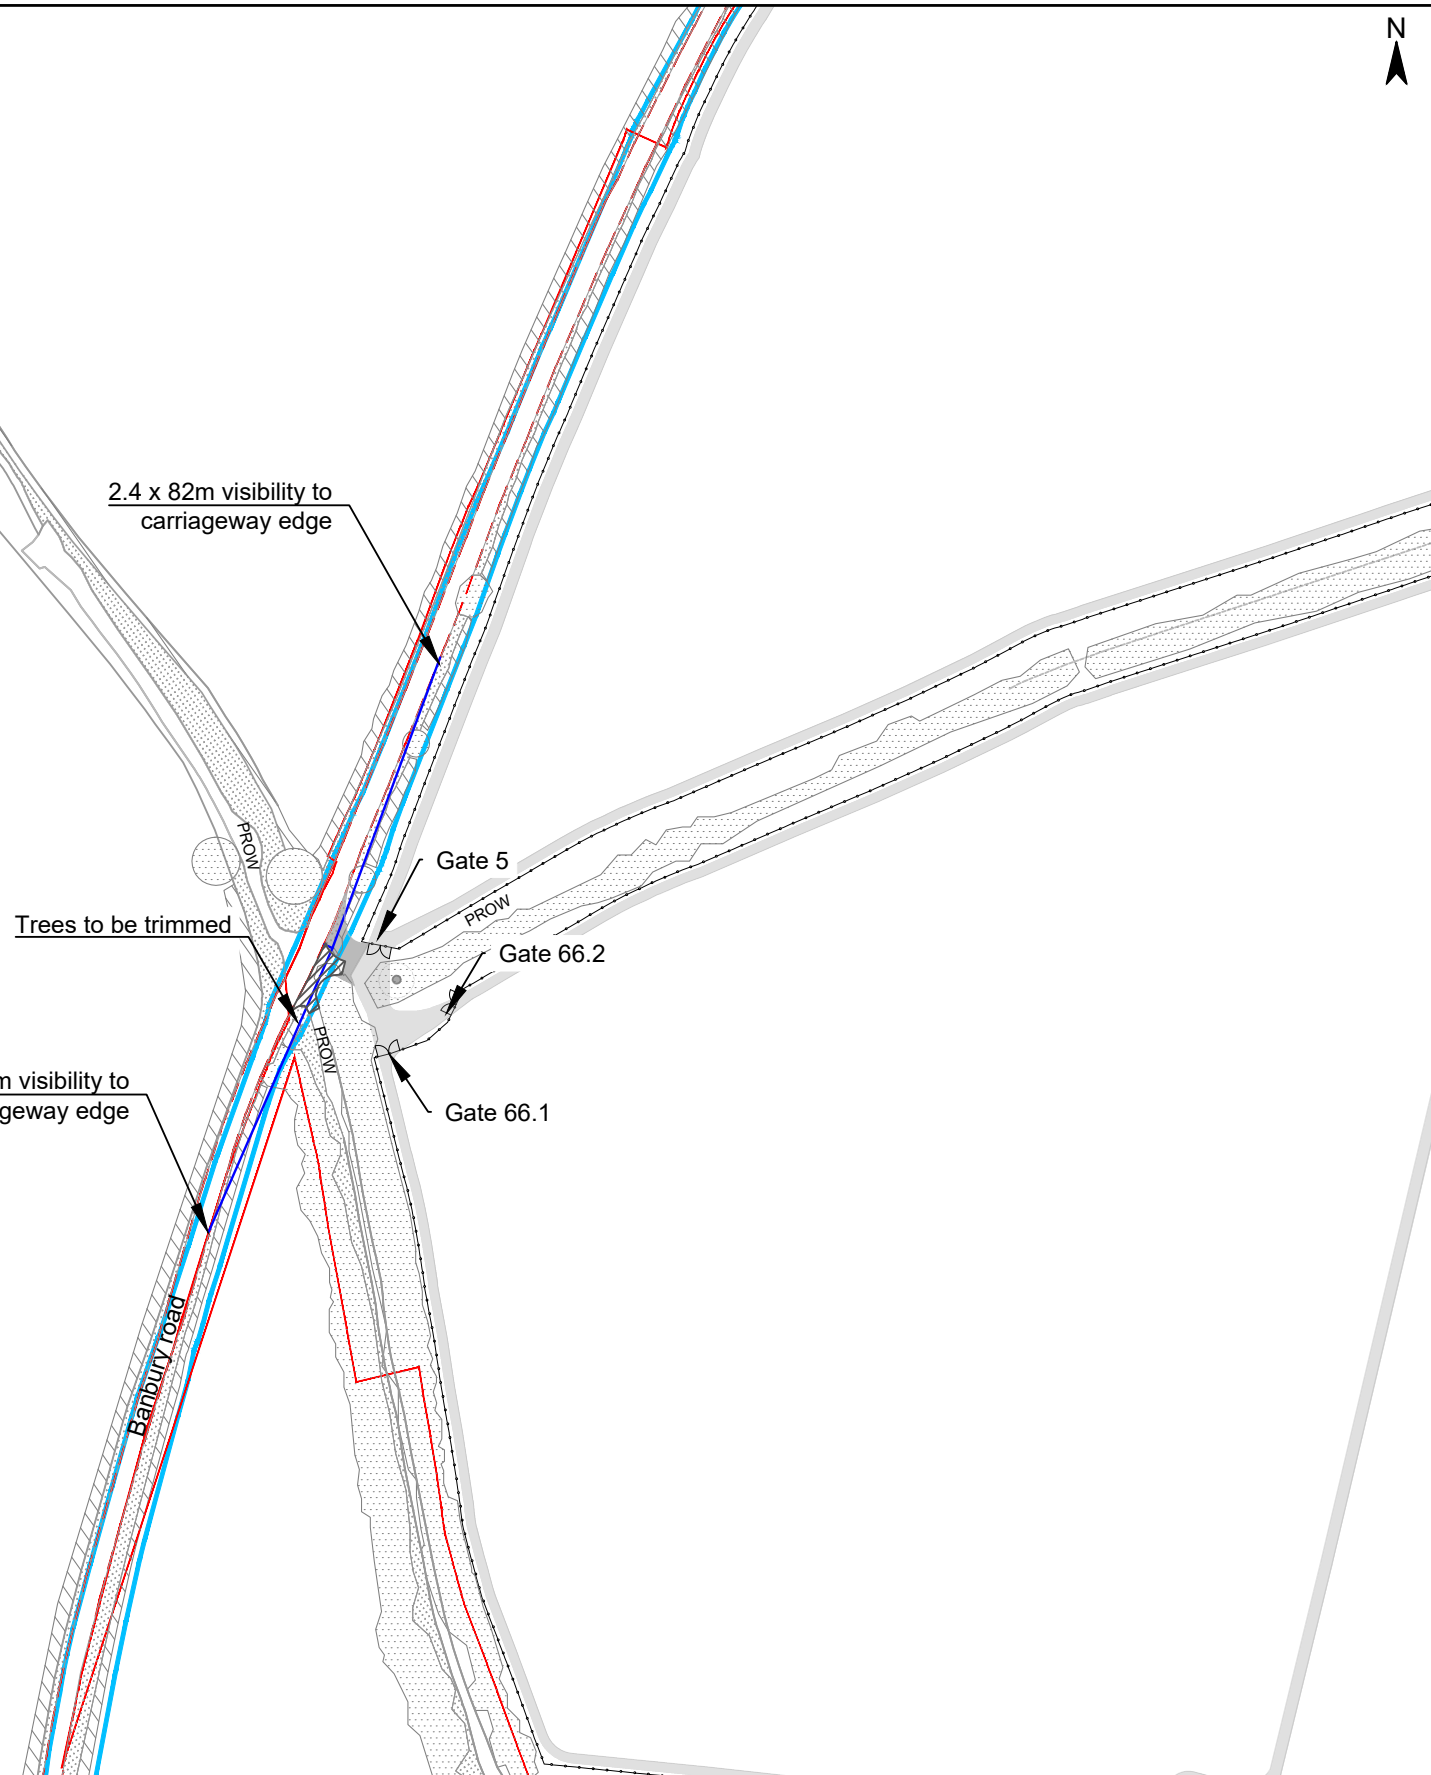 N
2.4 x 82m visibility to
carriageway edge
PROW
Gate 5
PROW
Trees to be trimmed
Gate 66.2
PROW
m visibility to
geway edge
Gate 66.1
Banbury road